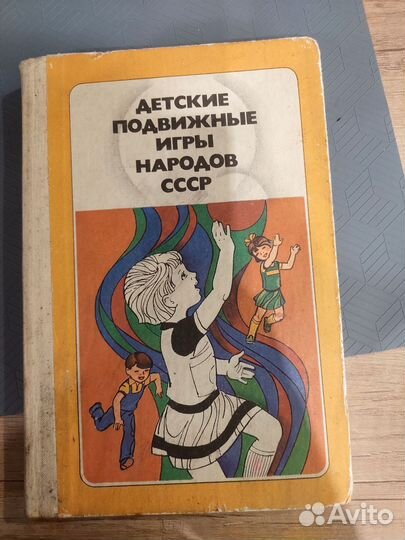 ДЕТСКИЕ
ПОДВИЖНЫЕ
ИГРЫ
НАРОДОВ
СССР
Avito